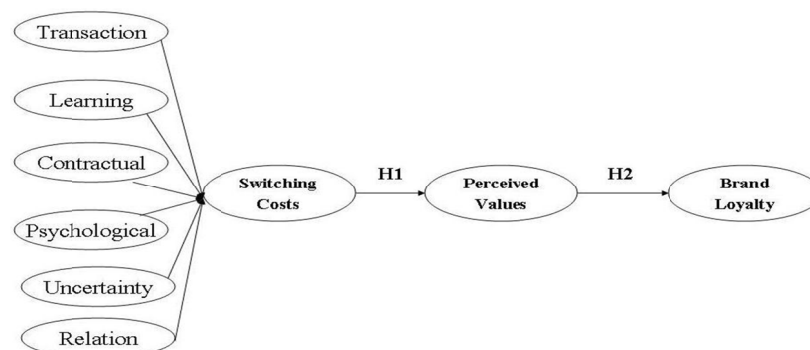 Transaction
Learning
Contractual
Psychological
Uncertainty
Relation
Switching
Costs
H1
Perceived
Values
H2
Brand
Loyalty